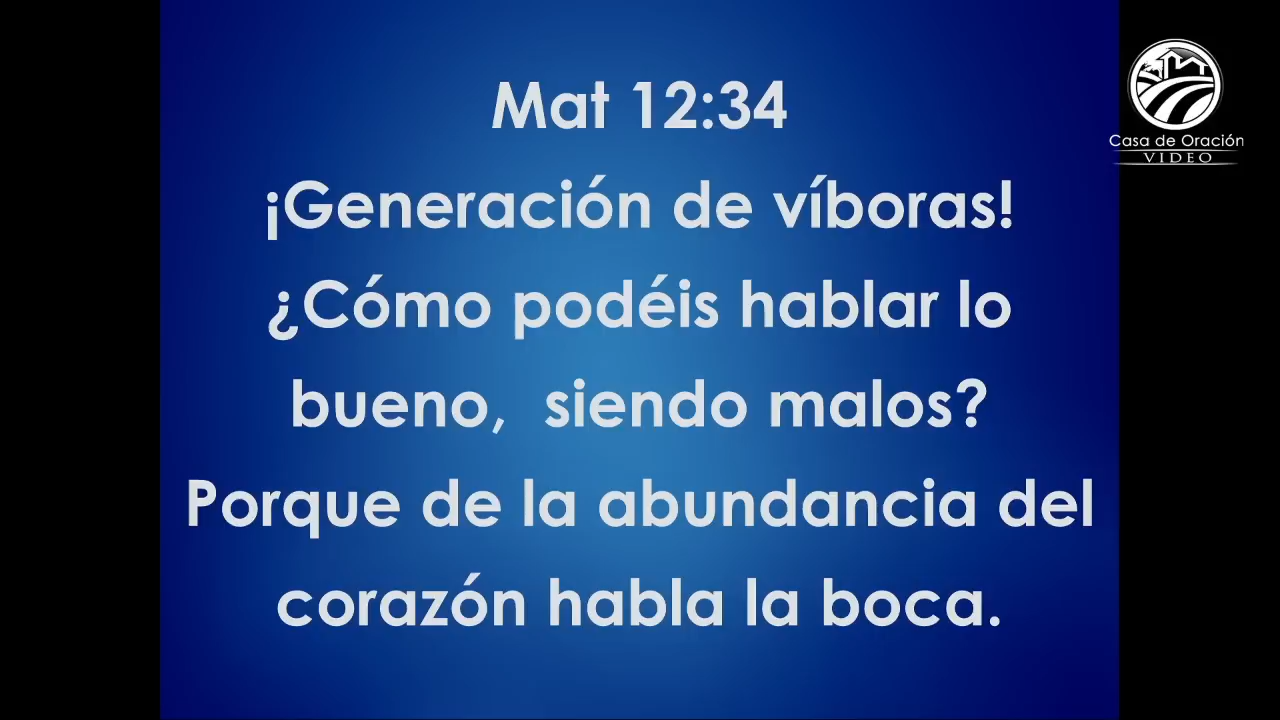 Mat 12:34
¡Generación de víboras!
¿Cómo podéis hablar lo
bueno,  siendo malos?
Porque de la abundancia del
corazón habla la boca.
Casa de Oración
VIDEO